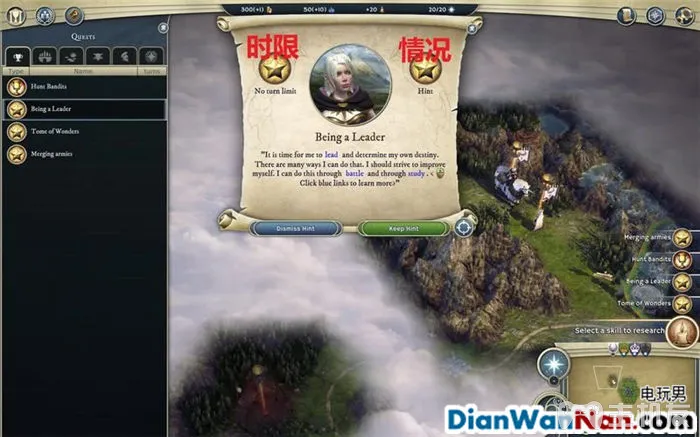 300(+1) 50(+10) +20 20/20
Quests
Type Name Turns
Hunt Bandits
Being a Leader
Tome of Wonders
Merging armies
时限 情况
No turn limit Hint
Being a Leader
"It is time for me to lead and determine my own destiny.
There are many ways I can do that. I should strive to improve
myself. I can do this through battle and through study. <
Click blue links to learn more>"
Dismiss Hint Keep Hint
Merging armies
Hunt Bandits
Being a Leader
Tome of Wonders
Select a skill to research
电玩男
DianWanNan.com